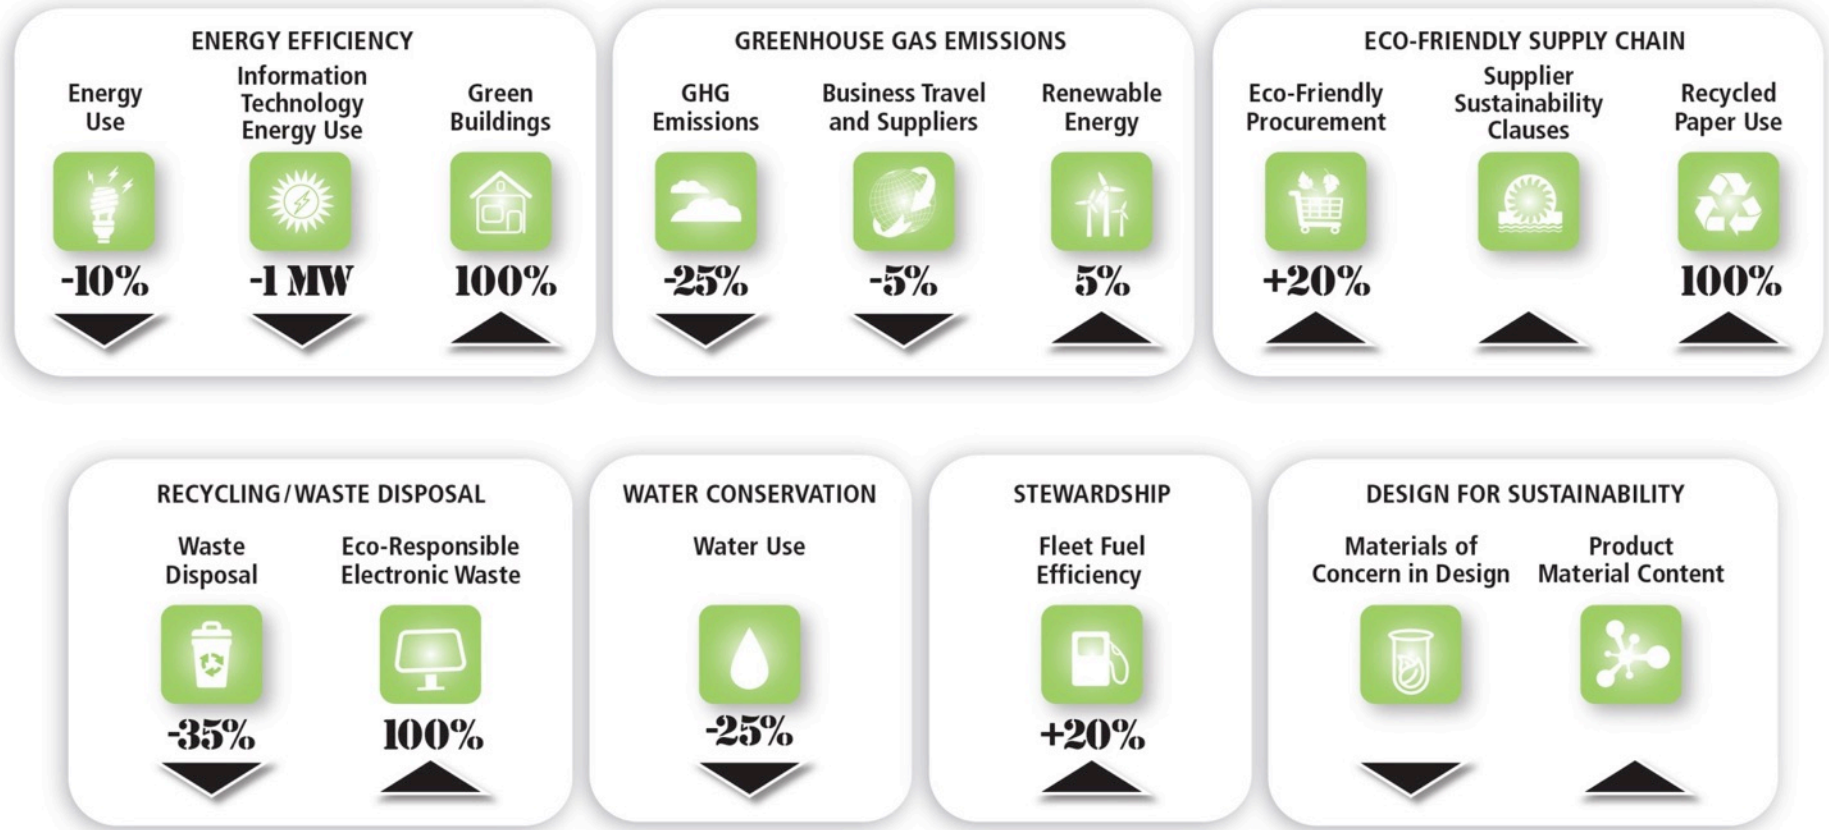 ENERGY EFFICIENCY
Energy
Use
Information
Technology
Energy Use
Green
Buildings
-10%
-1 MW
100%
GREENHOUSE GAS EMISSIONS
GHG
Emissions
Business Travel
and Suppliers
Renewable
Energy
-25%
-5%
5%
ECO-FRIENDLY SUPPLY CHAIN
Eco-Friendly
Procurement
Supplier
Sustainability
Clauses
Recycled
Paper Use
+20%
100%
RECYCLING/WASTE DISPOSAL
Waste
Disposal
Eco-Responsible
Electronic Waste
-35%
100%
WATER CONSERVATION
Water Use
-25%
STEWARDSHIP
Fleet Fuel
Efficiency
+20%
DESIGN FOR SUSTAINABILITY
Materials of
Concern in Design
Product
Material Content